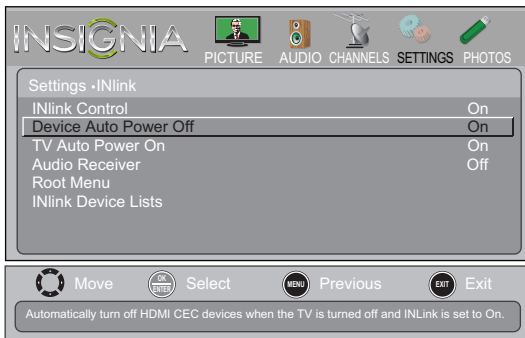 INSIGNIA
PICTURE AUDIO CHANNELS SETTINGS PHOTOS
Settings •INlink
INlink Control On
Device Auto Power Off On
TV Auto Power On On
Audio Receiver Off
Root Menu
INlink Device Lists
Move OK ENTER Select MENU Previous EXIT Exit
Automatically turn off HDMI CEC devices when the TV is turned off and INLink is set to On.